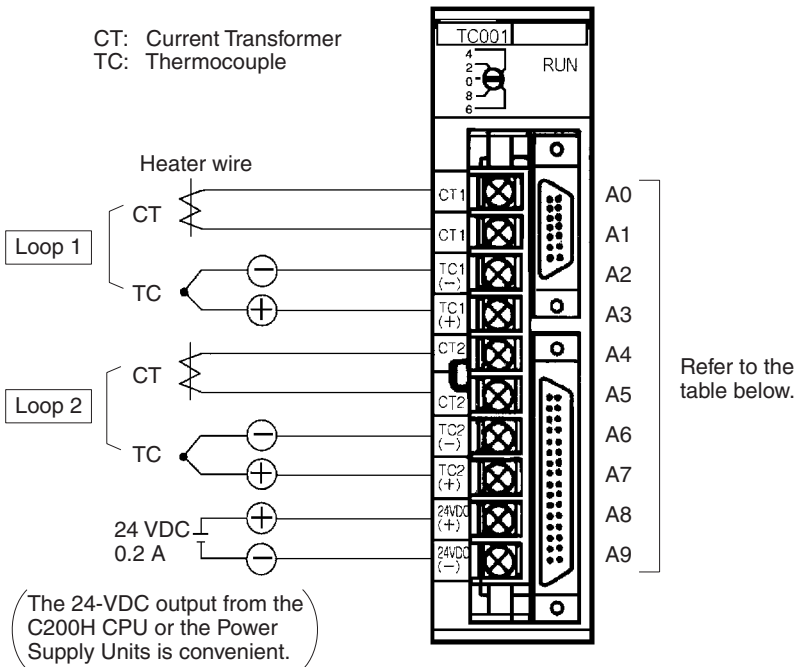 CT: Current Transformer
TC: Thermocouple
TC001
RUN
4
2
0
8
6
Heater wire
CT
Loop 1
TC
CT
Loop 2
TC
24 VDC
0.2 A
The 24-VDC output from the
C200H CPU or the Power
Supply Units is convenient.
CT1
CT1
TC1
(−)
TC1
(+)
CT2
CT2
TC2
(−)
TC2
(+)
24VDC
(+)
24VDC
(−)
A0
A1
A2
A3
A4
A5
A6
A7
A8
A9
Refer to the
table below.